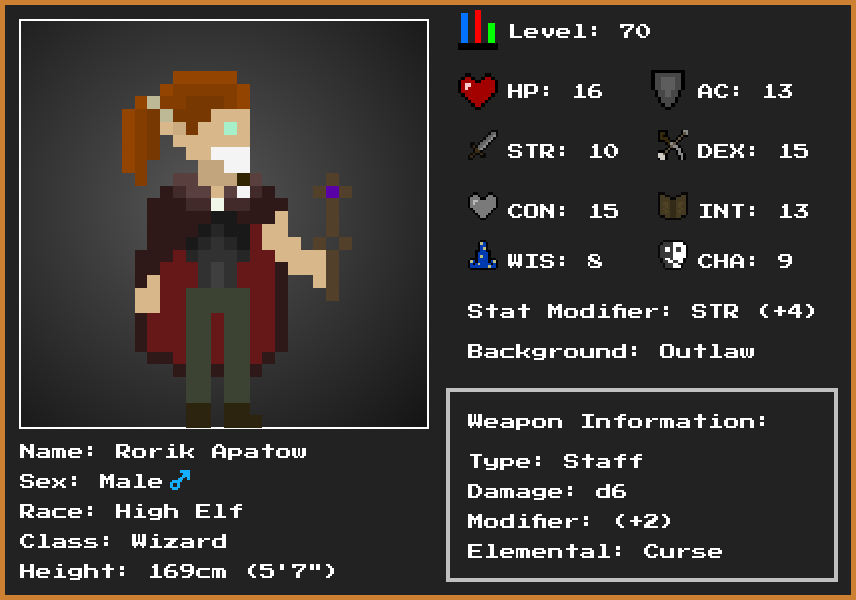 Level: 70
HP: 16
AC: 13
STR: 10
DEX: 15
CON: 15
INT: 13
WIS: 8
CHA: 9
Stat Modifier: STR (+4)
Background: Outlaw
Weapon Information:
Type: Staff
Damage: d6
Modifier: (+2)
Elemental: Curse
Name: Rorik Apatow
Sex: Male ♂
Race: High Elf
Class: Wizard
Height: 169cm (5'7")